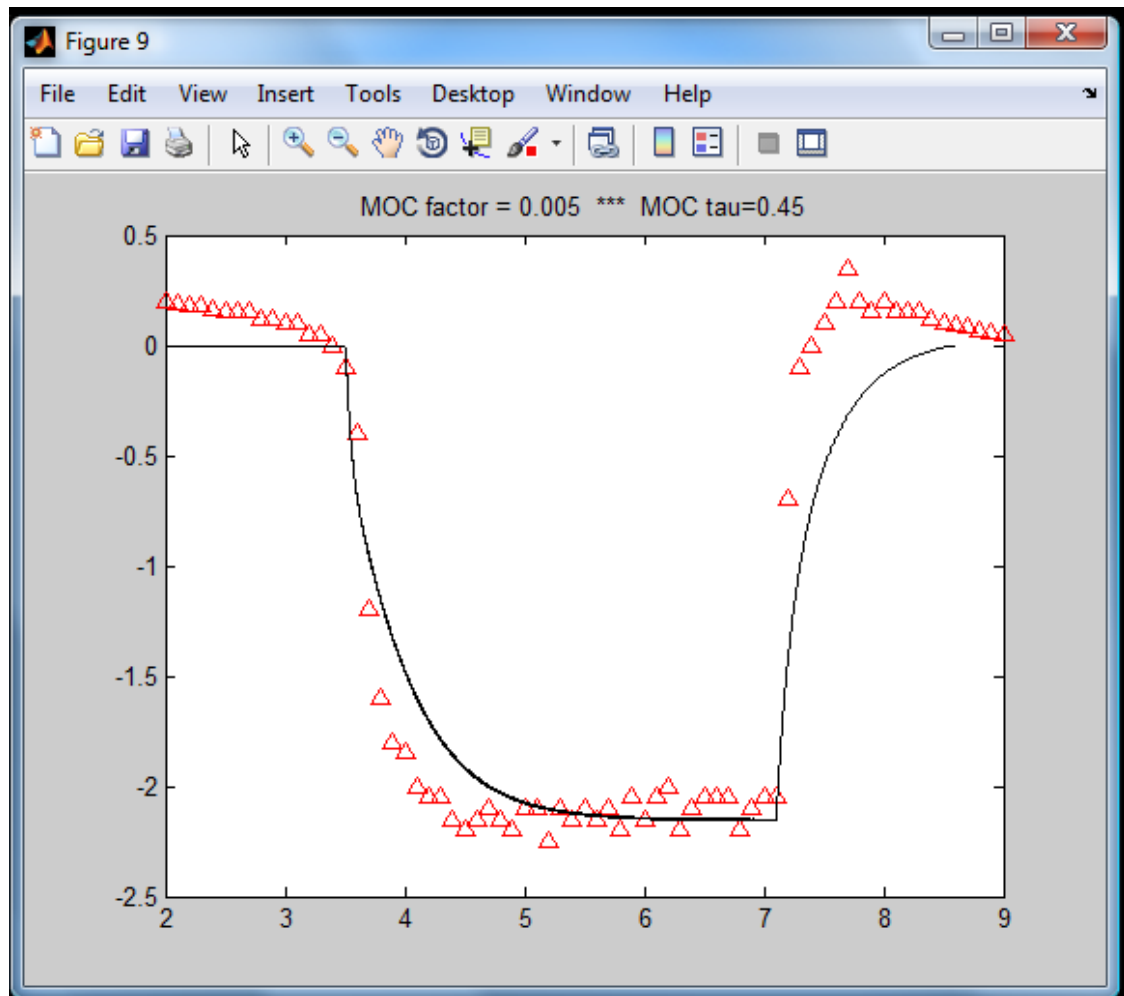 Figure 9
File Edit View Insert Tools Desktop Window Help
MOC factor = 0.005 *** MOC tau=0.45
0.5
0
-0.5
-1
-1.5
-2
-2.5
2 3 4 5 6 7 8 9